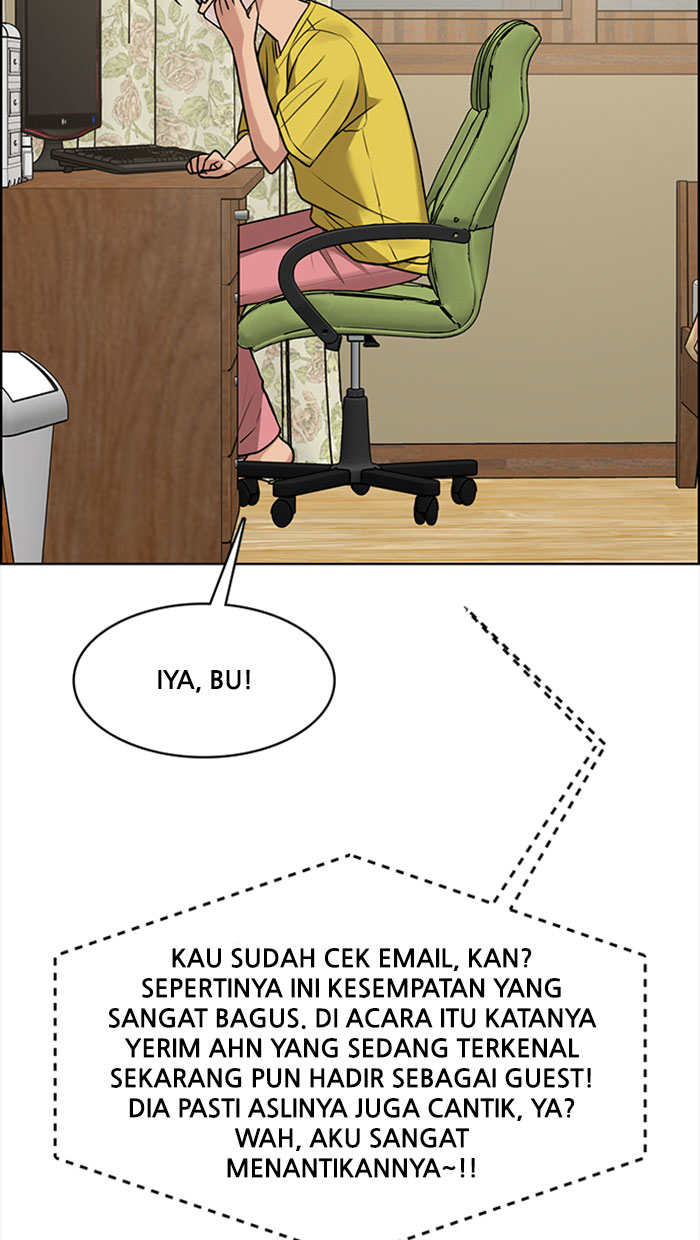 IYA, BU!
KAU SUDAH CEK EMAIL, KAN?
SEPERTINYA INI KESEMPATAN YANG
SANGAT BAGUS. DI ACARA ITU KATANYA
YERIM AHN YANG SEDANG TERKENAL
SEKARANG PUN HADIR SEBAGAI GUEST!
DIA PASTI ASLINYA JUGA CANTIK, YA?
WAH, AKU SANGAT
MENANTIKANNYA~!!